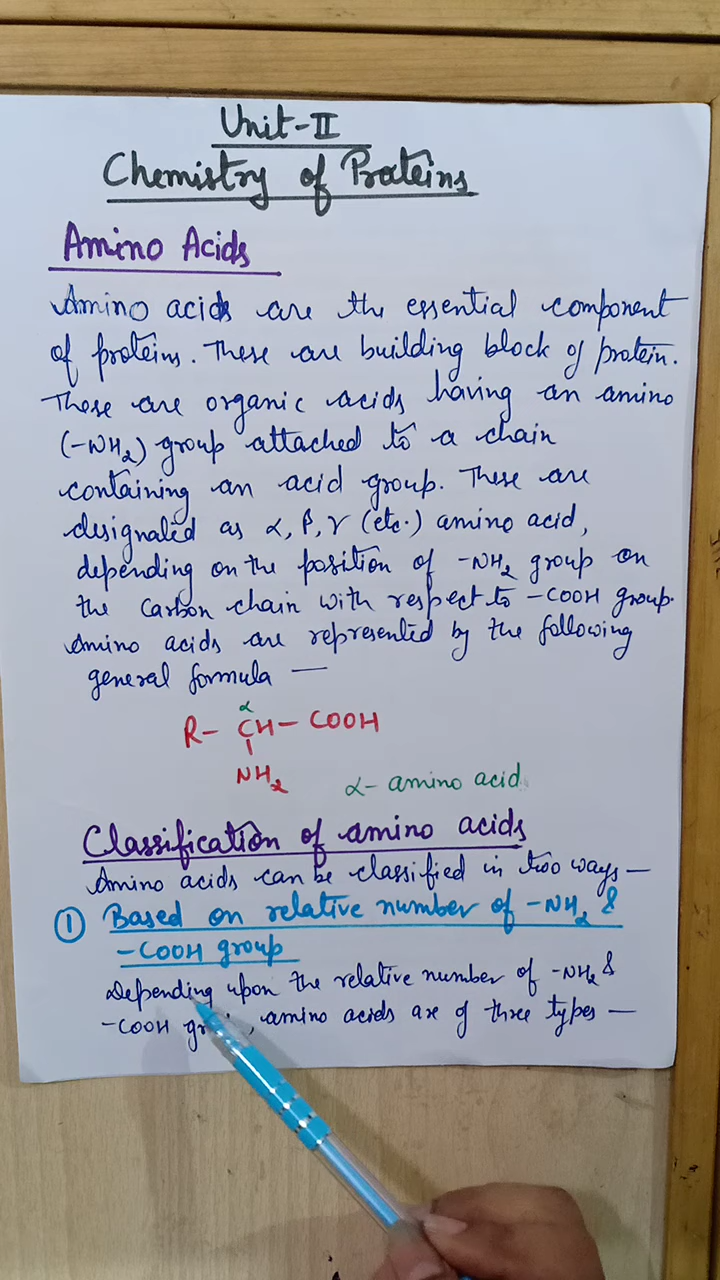 Unit-II
Chemistry of Proteins
Amino Acids
Amino acids are the essential component
of proteins. These are building block of protein.
These are organic acids having an amino
(-NH₂) group attached to a chain
containing an acid group. These are
designated as α, β, γ (etc.) amino acid,
depending on the position of -NH₂ group on
the carbon chain with respect to -COOH group.
Amino acids are represented by the following
general formula —
α
R- CH- COOH
NH₂
α- amino acid
Classification of amino acids
Amino acids can be classified in two ways —
① Based on relative number of -NH₂ &
-COOH group
Depending upon the relative number of -NH₂ &
-COOH , amino acids are of three types —